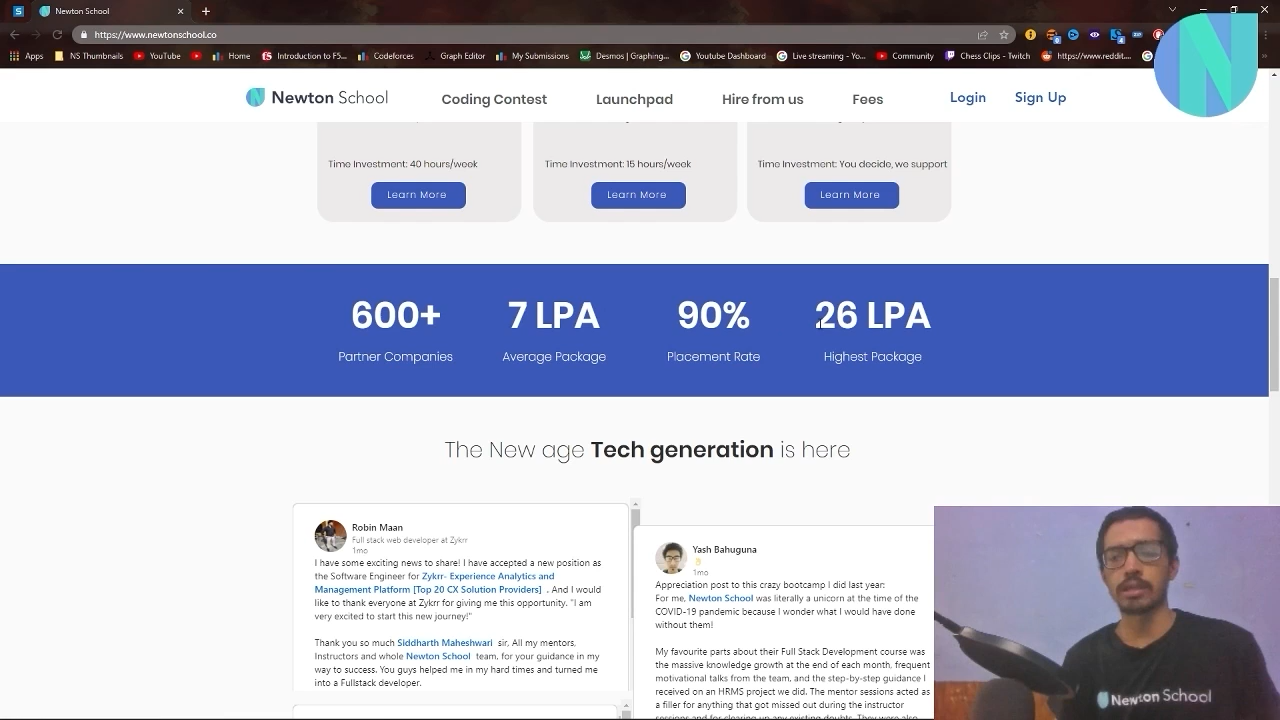 Newton School
https://www.newtonschool.co
Apps
NS Thumbnails
YouTube
Home
Introduction to F5...
Codeforces
Graph Editor
My Submissions
Desmos | Graphing...
Youtube Dashboard
Live streaming - Yo...
Community
Chess Clips - Twitch
https://www.reddit....
N
Newton School
Coding Contest
Launchpad
Hire from us
Fees
Login
Sign Up
Time Investment: 40 hours/week
Time Investment: 15 hours/week
Time Investment: You decide, we support
Learn More
Learn More
Learn More
600+
7 LPA
90%
26 LPA
Partner Companies
Average Package
Placement Rate
Highest Package
The New age Tech generation is here
Robin Maan
Full stack web developer at Zykrr
1mo
I have some exciting news to share! I have accepted a new position as
the Software Engineer for Zykrr- Experience Analytics and
Management Platform [Top 20 CX Solution Providers] . And I would
like to thank everyone at Zykrr for giving me this opportunity. "I am
very excited to start this new journey!"
Thank you so much Siddharth Maheshwari sir, All my mentors,
Instructors and whole Newton School team, for your guidance in my
way to success. You guys helped me in my hard times and turned me
into a Fullstack developer.
Yash Bahuguna
1mo
Appreciation post to this crazy bootcamp I did last year:
For me, Newton School was literally a unicorn at the time of the
COVID-19 pandemic because I wonder what I would have done
without them!
My favourite parts about their Full Stack Development course was
the massive knowledge growth at the end of each month, frequent
motivational talks from the team, and the step-by-step guidance I
received on an HRMS project we did. The mentor sessions acted as
a filler for anything that got missed out during the instructor
sessions and for clearing up any existing doubts. They were also
Newton School